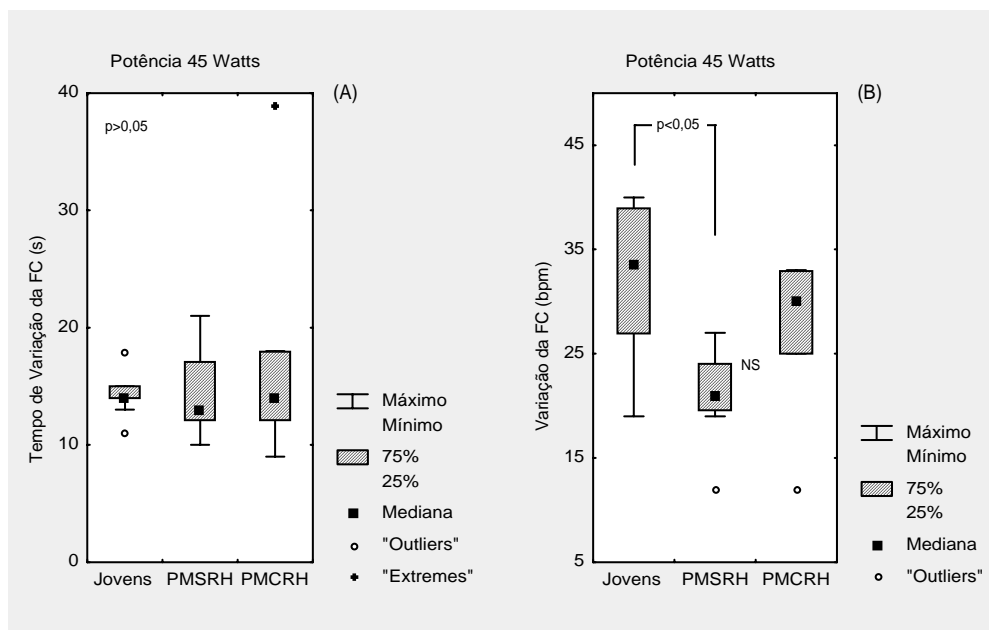 Potência 45 Watts
(A)
40
30
20
10
0
Tempo de Variação da FC (s)
p>0,05
Jovens PMSRH PMCRH
Máximo
Mínimo
75%
25%
Mediana
"Outliers"
"Extremes"
Potência 45 Watts
(B)
45
35
25
15
5
Variação da FC (bpm)
p<0,05
NS
Jovens PMSRH PMCRH
Máximo
Mínimo
75%
25%
Mediana
"Outliers"